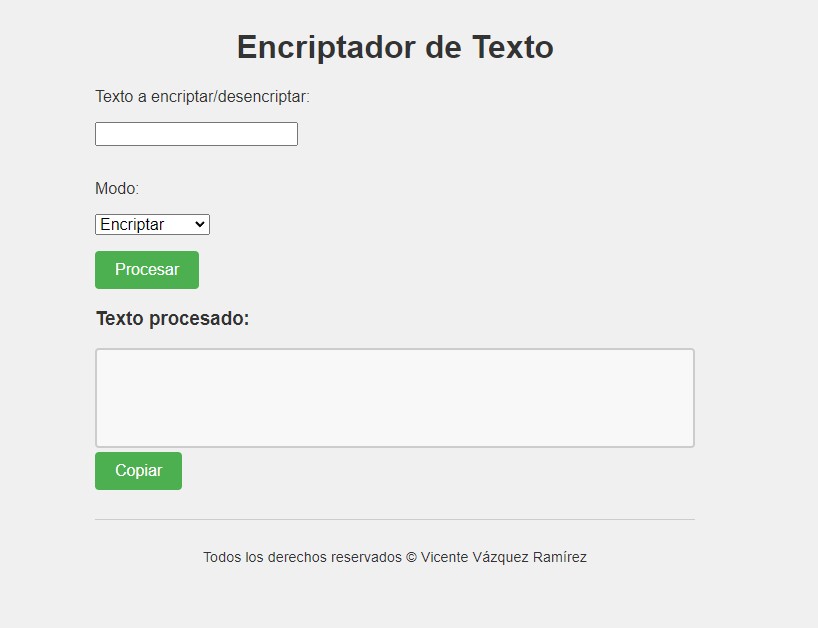 Encriptador de Texto
Texto a encriptar/desencriptar:
Modo:
Encriptar
Procesar
Texto procesado:
Copiar
Todos los derechos reservados © Vicente Vázquez Ramírez